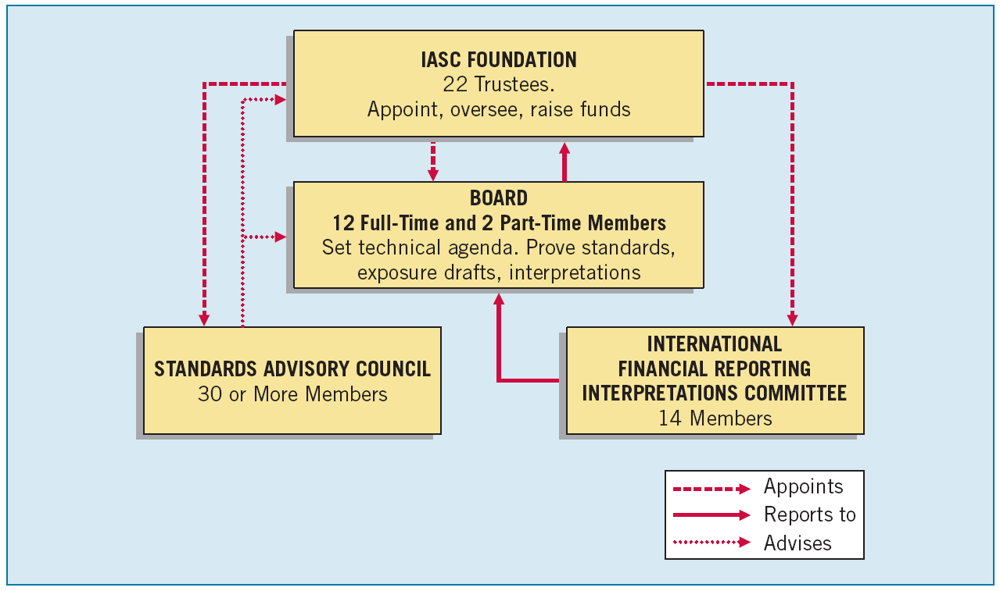 IASC FOUNDATION
22 Trustees.
Appoint, oversee, raise funds
BOARD
12 Full-Time and 2 Part-Time Members
Set technical agenda. Prove standards,
exposure drafts, interpretations
STANDARDS ADVISORY COUNCIL
30 or More Members
INTERNATIONAL
FINANCIAL REPORTING
INTERPRETATIONS COMMITTEE
14 Members
Appoints
Reports to
Advises